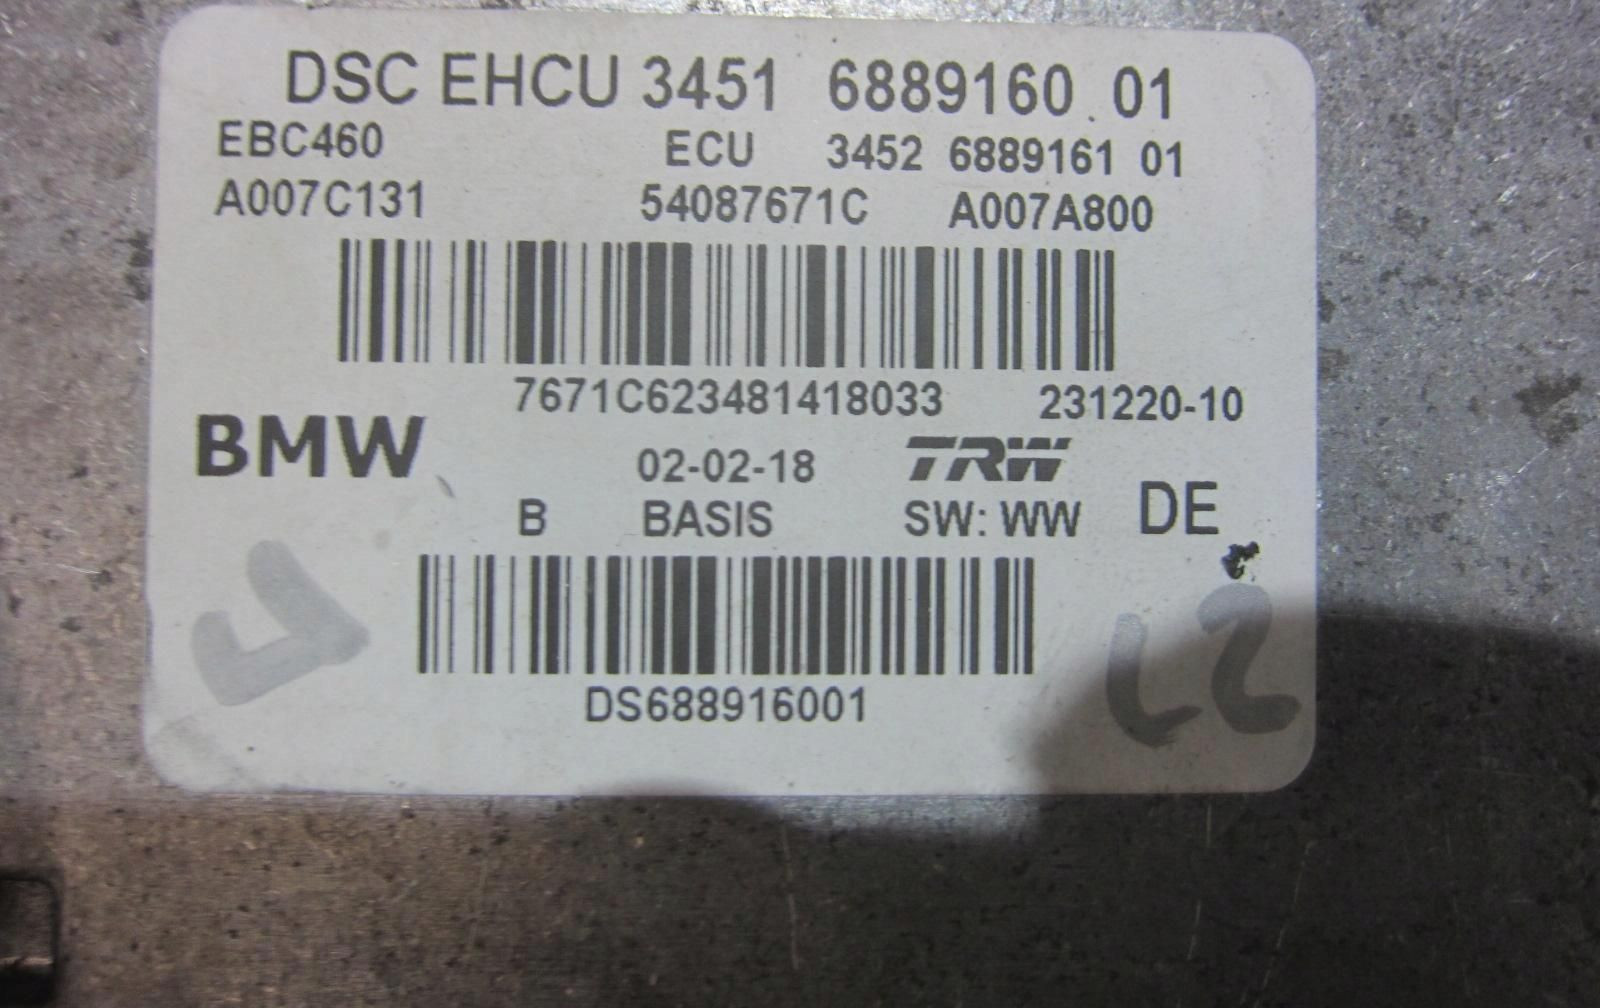 DSC EHCU 3451 6889160 01
EBC460 ECU 3452 6889161 01
A007C131 54087671C A007A800
7671C623481418033 231220-10
BMW 02-02-18 TRW
B BASIS SW: WW DE
DS688916001